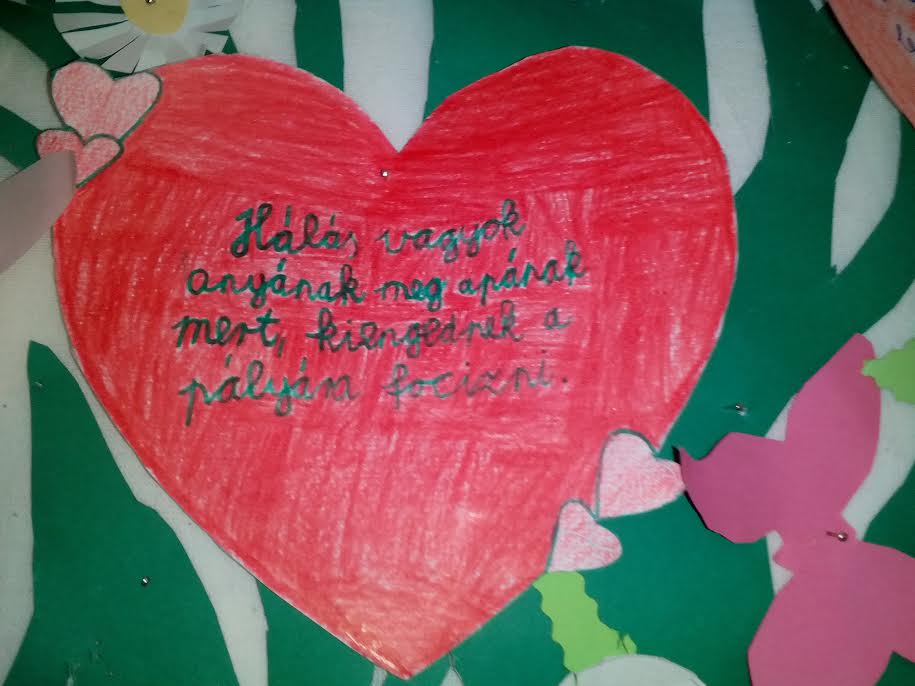 Hálás vagyok
anyának meg apának
mert, kiengednek a
pályára focizni.